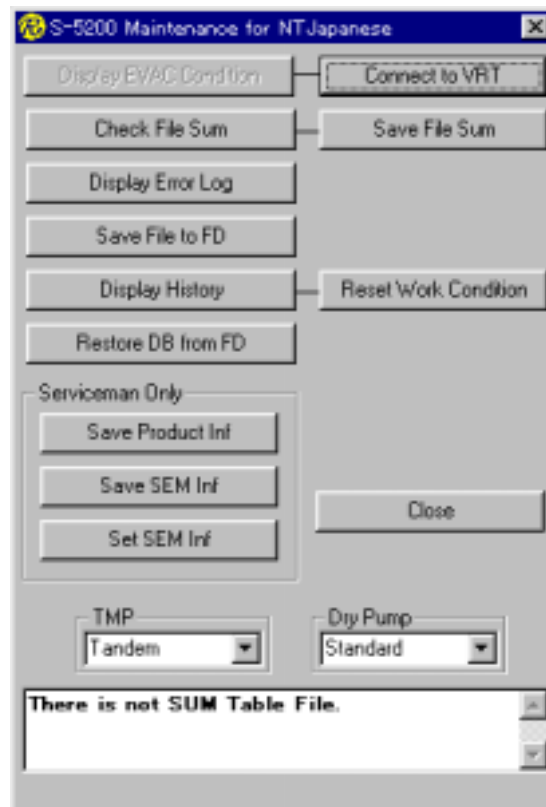 S-5200 Maintenance for NTJapanese
Display EVAC Condition
Connect to VRT
Check File Sum
Save File Sum
Display Error Log
Save File to FD
Display History
Reset Work Condition
Restore DB from FD
Serviceman Only
Save Product Inf
Save SEM Inf
Set SEM Inf
Close
TMP
Tandem
Dry Pump
Standard
There is not SUM Table File.